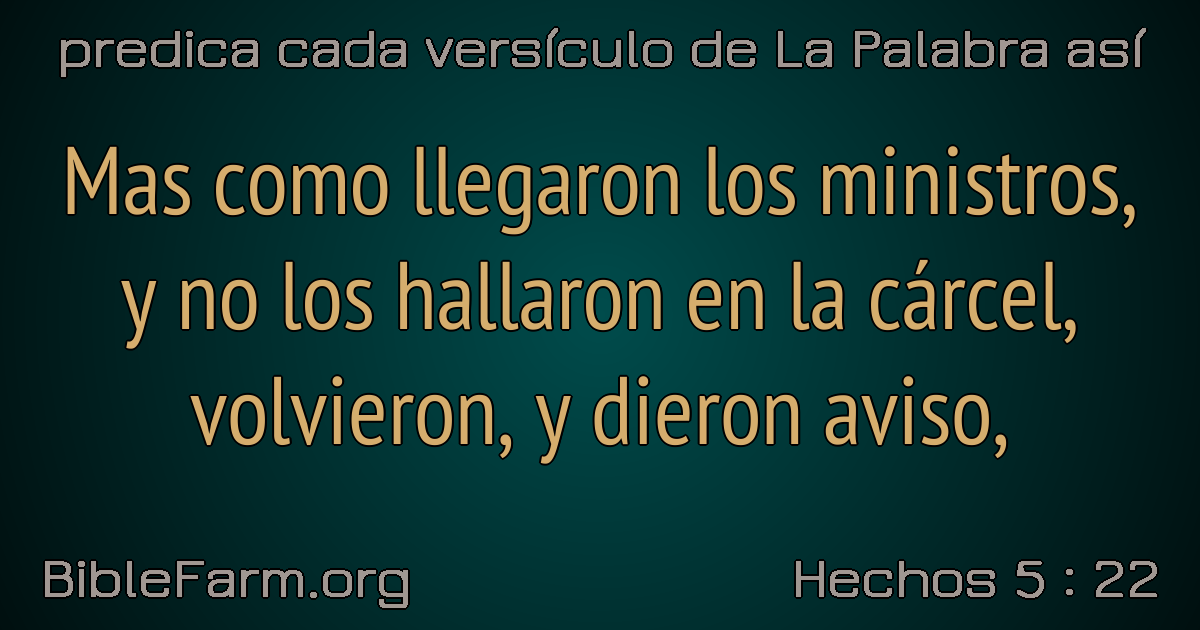 predica cada versículo de La Palabra así
Mas como llegaron los ministros,
y no los hallaron en la cárcel,
volvieron, y dieron aviso,
BibleFarm.org
Hechos 5 : 22